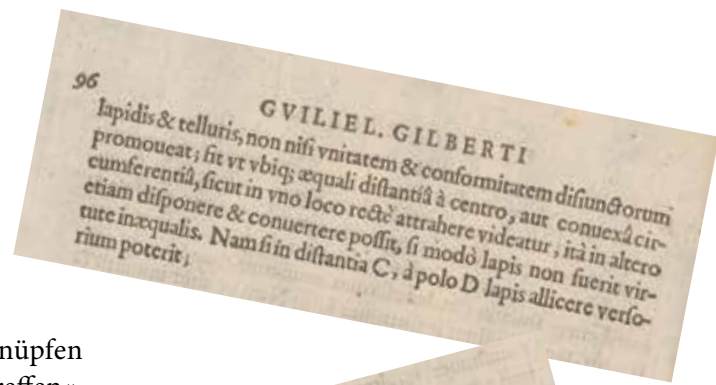 96
GVILIEL. GILBERTI
lapidis & telluris, non nisi vnitatem & conformitatem disiunctorum
promoueat; fit vt vbiq; æquali distantiâ à centro, aut conuexâ cir-
cumferentiâ, sicut in vno loco rectè attrahere videatur, ità in altero
etiam disponere & conuertere possit, si modò lapis non fuerit vir-
ture inæqualis. Nam si in distantia C, à polo D lapis allicere verso-
rium poterit;
nüpfen